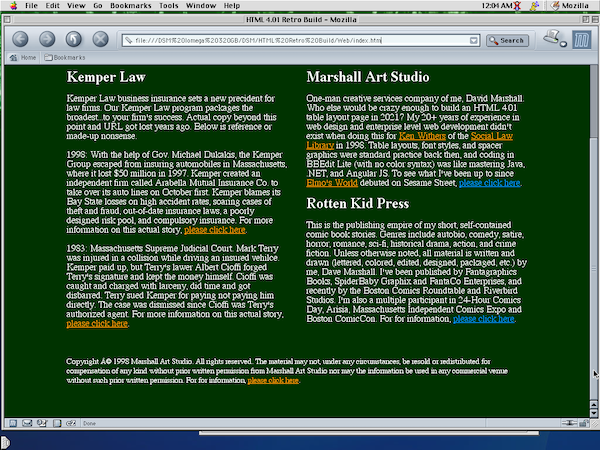 File Edit View Go Bookmarks Tools Window Help 12:04 AM Mozilla
HTML 4.01 Retro Build - Mozilla
file:///DSM%20Iomega%20320GB/DSM/HTML%20Retro%20Build/Web/index.htm
Search
Home Bookmarks
Kemper Law
Kemper Law business insurance sets a new precident for
law firms. Our Kemper Law program packages the
broadest...to your firm's success. Actual copy beyond this
point and URL got lost years ago. Below is reference or
made-up nonsense.
1998: With the help of Gov. Michael Dukakis, the Kemper
Group escaped from insuring automobiles in Massachusetts,
where it lost $50 million in 1997. Kemper created an
independent firm called Arabella Mutual Insurance Co. to
take over its auto lines on October first. Kemper blames its
Bay State losses on high accident rates, soaring cases of
theft and fraud, out-of-date insurance laws, a poorly
designed risk pool, and compulsory insurance. For more
information on this actual story, please click here.
1983: Massachusetts Supreme Judicial Court. Mark Terry
was injured in a collision while driving an insured vehilce.
Kemper paid up, but Terry's lawer Albert Cioffi forged
Terry's signature and kept the money himself. Cioffi was
caught and charged with larceny, did time and got
disbarred. Terry sued Kemper for paying not paying him
directly. The case was dismissed since Cioffi was Terry's
authorized agent. For more information on this actual story,
please click here.
Marshall Art Studio
One-man creative services company of me, David Marshall.
Who else would be crazy enough to build an HTML 4.01
table layout page in 2021? My 20+ years of experience in
web design and enterprise level web development didn't
exist when doing this for Ken Withers of the Social Law
Library in 1998. Table layouts, font styles, and spacer
graphics were standard practice back then, and coding in
BBEdit Lite (with no color syntax) was like mastering Java,
.NET, and Angular JS. To see what I've been up to since
Elmo's World debuted on Sesame Street, please click here.
Rotten Kid Press
This is the publishing empire of my short, self-contained
comic book stories. Genres include autobio, comedy, satire,
horror, romance, sci-fi, historical drama, action, and crime
fiction. Unless otherwise noted, all material is written and
drawn (lettered, colored, edited, designed, packaged, etc.) by
me, Dave Marshall. I've been published by Fantagraphics
Books, SpiderBaby Graphix and FantaCo Enterprises, and
recently by the Boston Comics Roundtable and Riverbird
Studios. I'm also a multiple participant in 24-Hour Comics
Day, Arisia, Massachusetts Independent Comics Expo and
Boston ComicCon. For for information, please click here.
Copyright Â© 1998 Marshall Art Studio. All rights reserved. The material may not, under any circumstances, be resold or redistributed for
compensation of any kind without prior written permission from Marshall Art Studio nor may the information be used in any commercial venue
without such prior written permission. For for information, please click here.
Done